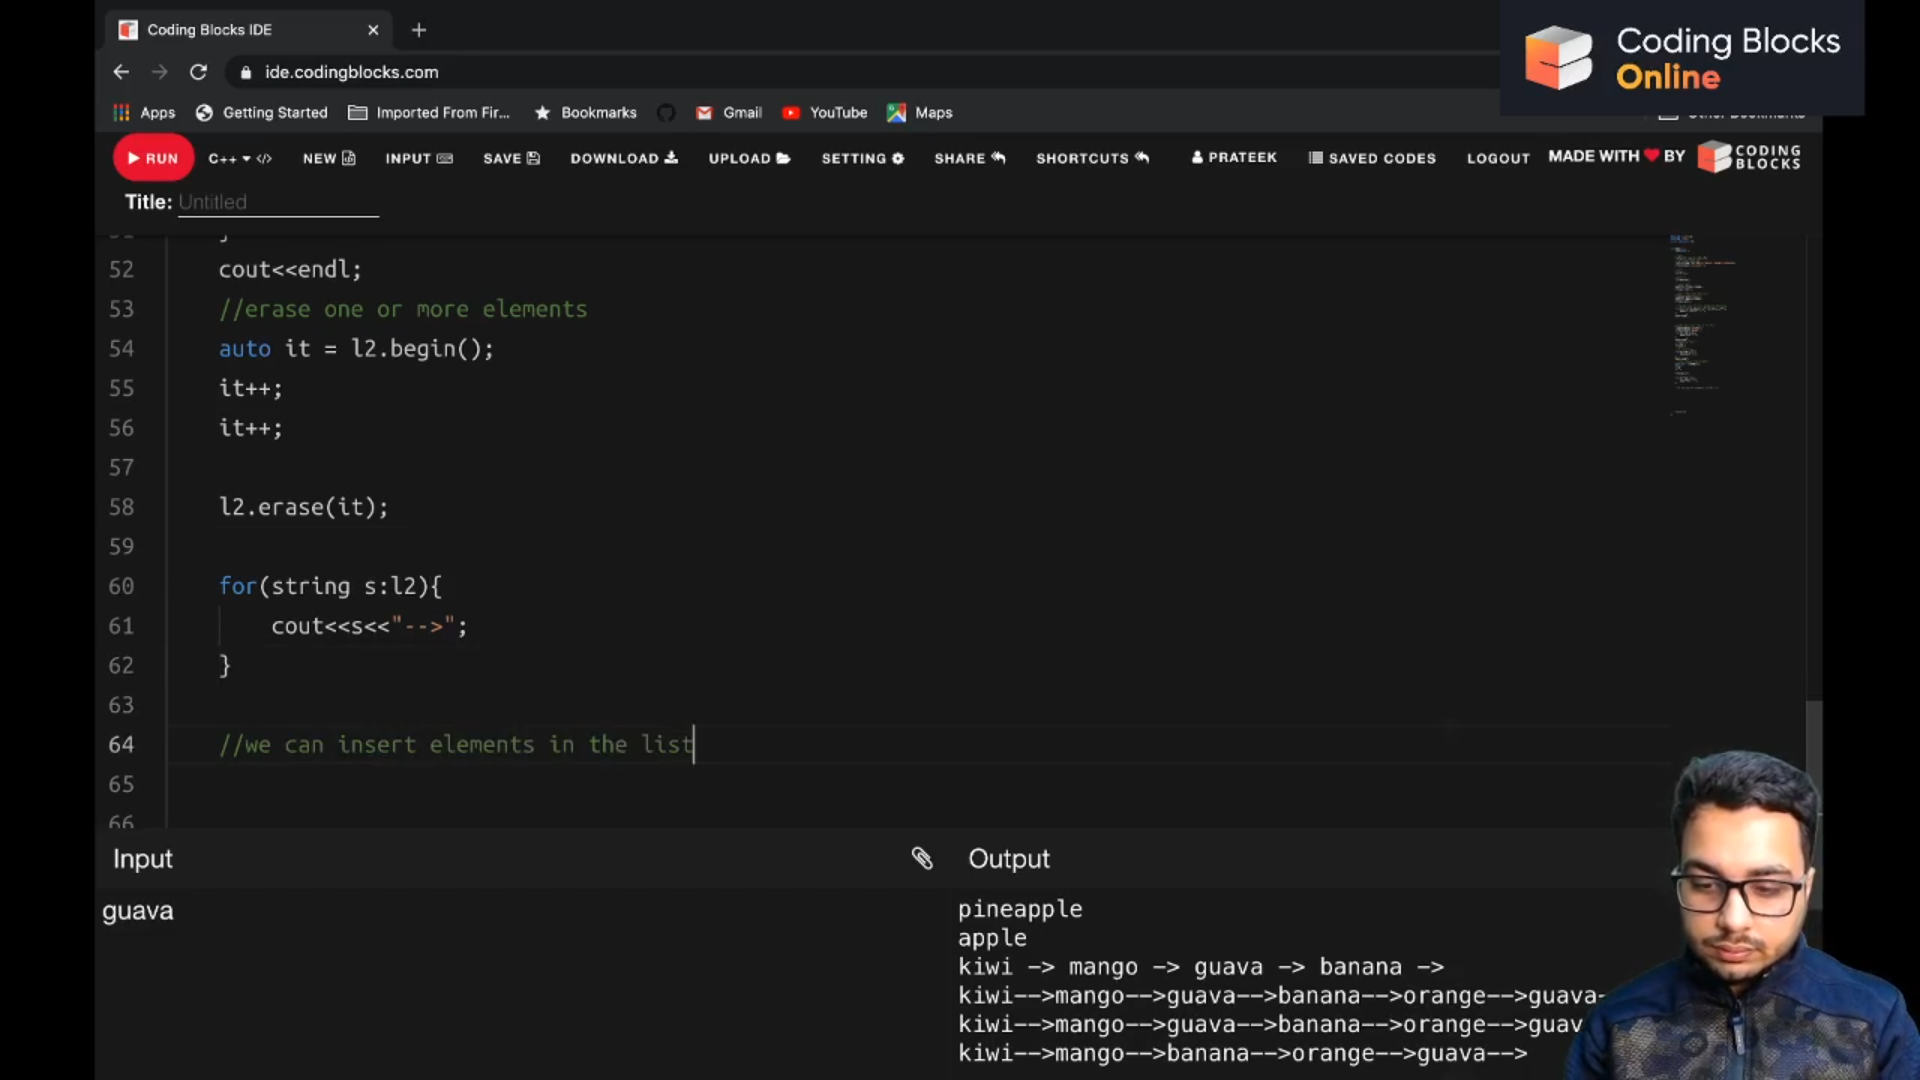 Coding Blocks IDE
Coding Blocks
Online
ide.codingblocks.com
Apps Getting Started Imported From Fir... Bookmarks Gmail YouTube Maps
RUN C++ NEW INPUT SAVE DOWNLOAD UPLOAD SETTING SHARE SHORTCUTS PRATEEK SAVED CODES LOGOUT MADE WITH BY CODING BLOCKS
Title: Untitled
52 cout<<endl;
53 //erase one or more elements
54 auto it = l2.begin();
55 it++;
56 it++;
57
58 l2.erase(it);
59
60 for(string s:l2){
61 cout<<s<<"-->";
62 }
63
64 //we can insert elements in the list
65
66
Input
Output
guava
pineapple
apple
kiwi -> mango -> guava -> banana ->
kiwi-->mango-->guava-->banana-->orange-->guava-
kiwi-->mango-->guava-->banana-->orange-->guav
kiwi-->mango-->banana-->orange-->guava-->